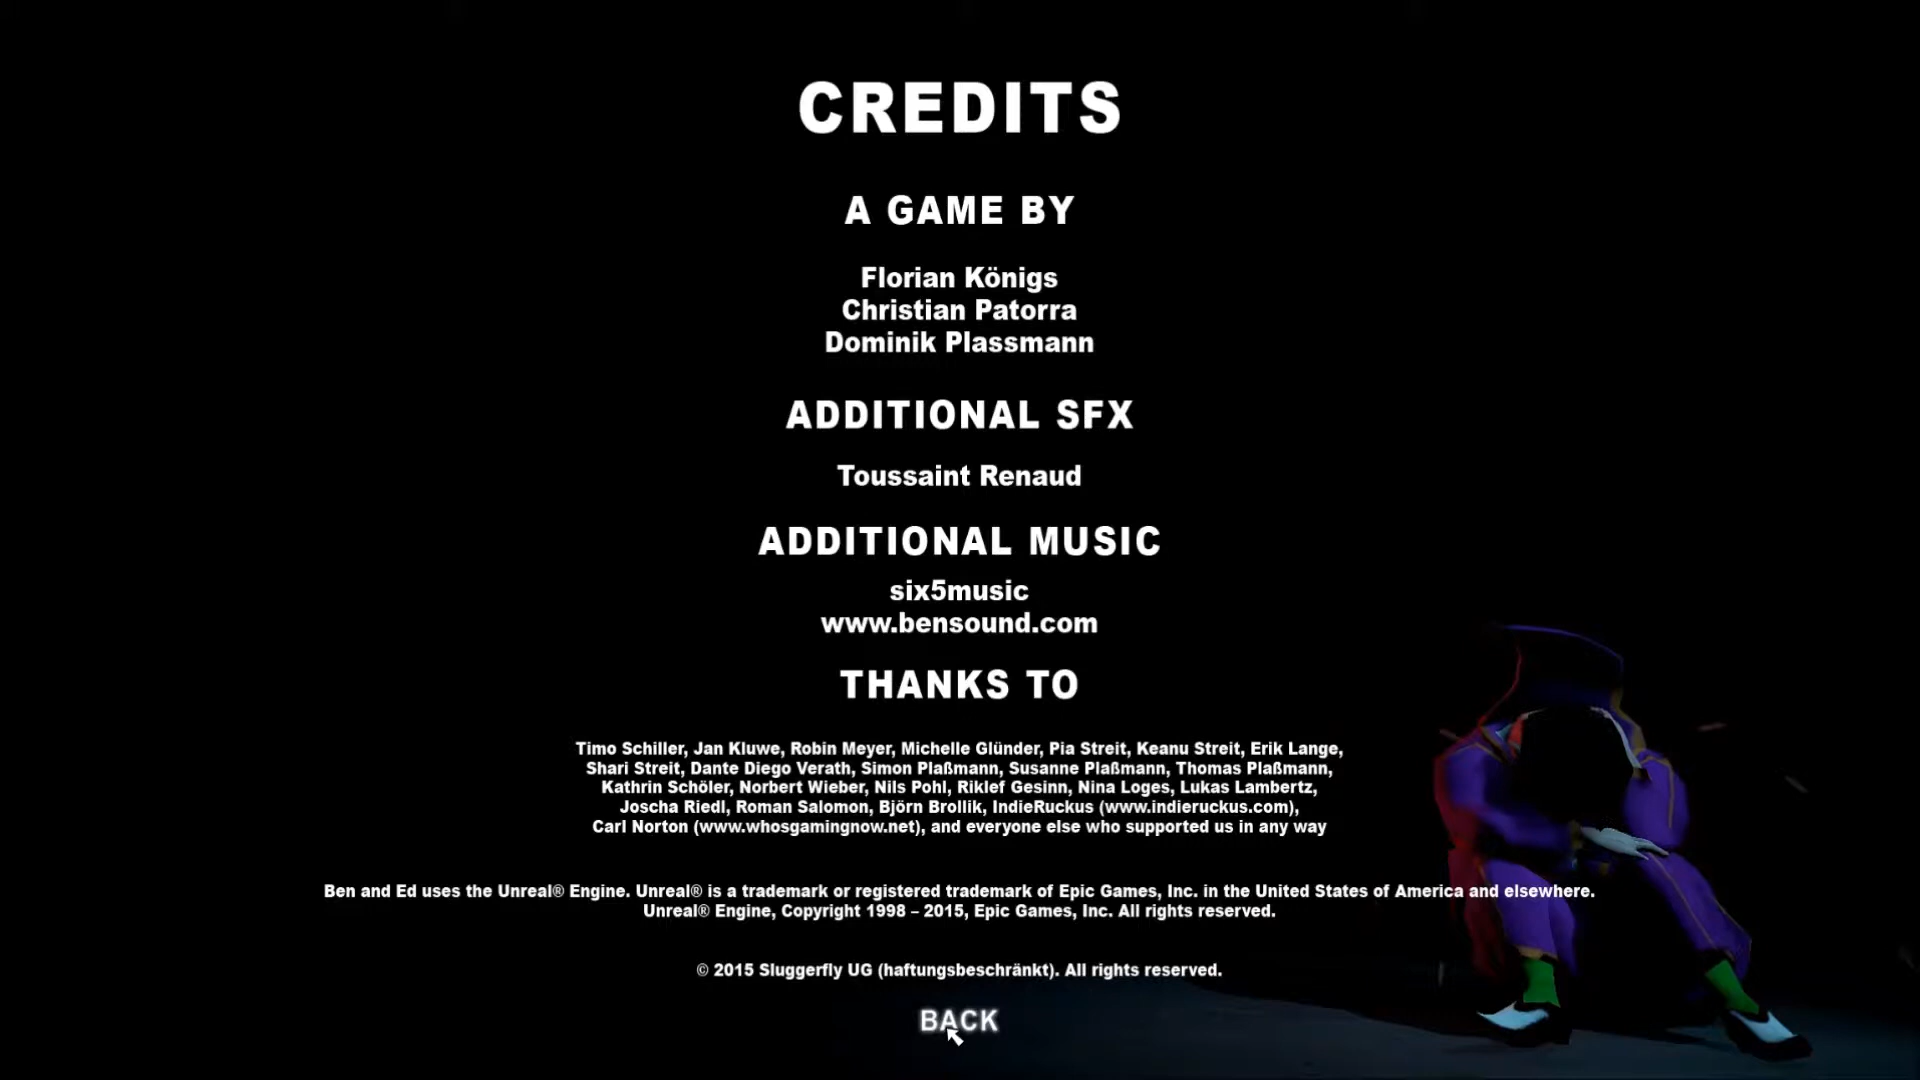 CREDITS
A GAME BY
Florian Königs
Christian Patorra
Dominik Plassmann
ADDITIONAL SFX
Toussaint Renaud
ADDITIONAL MUSIC
six5music
www.bensound.com
THANKS TO
Timo Schiller, Jan Kluwe, Robin Meyer, Michelle Glünder, Pia Streit, Keanu Streit, Erik Lange,
Shari Streit, Dante Diego Verath, Simon Plaßmann, Susanne Plaßmann, Thomas Plaßmann,
Kathrin Schöler, Norbert Wieber, Nils Pohl, Riklef Gesinn, Nina Loges, Lukas Lambertz,
Joscha Riedl, Roman Salomon, Björn Brollik, IndieRuckus (www.indieruckus.com),
Carl Norton (www.whosgamingnow.net), and everyone else who supported us in any way
Ben and Ed uses the Unreal® Engine. Unreal® is a trademark or registered trademark of Epic Games, Inc. in the United States of America and elsewhere.
Unreal® Engine, Copyright 1998 – 2015, Epic Games, Inc. All rights reserved.
© 2015 Sluggerfly UG (haftungsbeschränkt). All rights reserved.
BACK